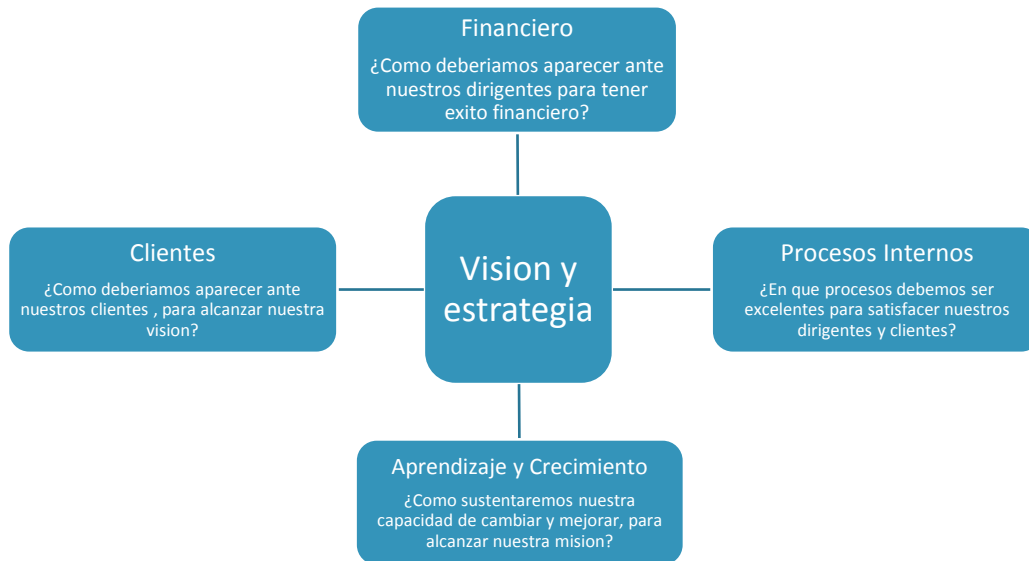 Financiero
¿Como deberiamos aparecer ante
nuestros dirigentes para tener
exito financiero?
Clientes
¿Como deberiamos aparecer ante
nuestros clientes , para alcanzar nuestra
vision?
Vision y
estrategia
Procesos Internos
¿En que procesos debemos ser
excelentes para satisfacer nuestros
dirigentes y clientes?
Aprendizaje y Crecimiento
¿Como sustentaremos nuestra
capacidad de cambiar y mejorar, para
alcanzar nuestra mision?